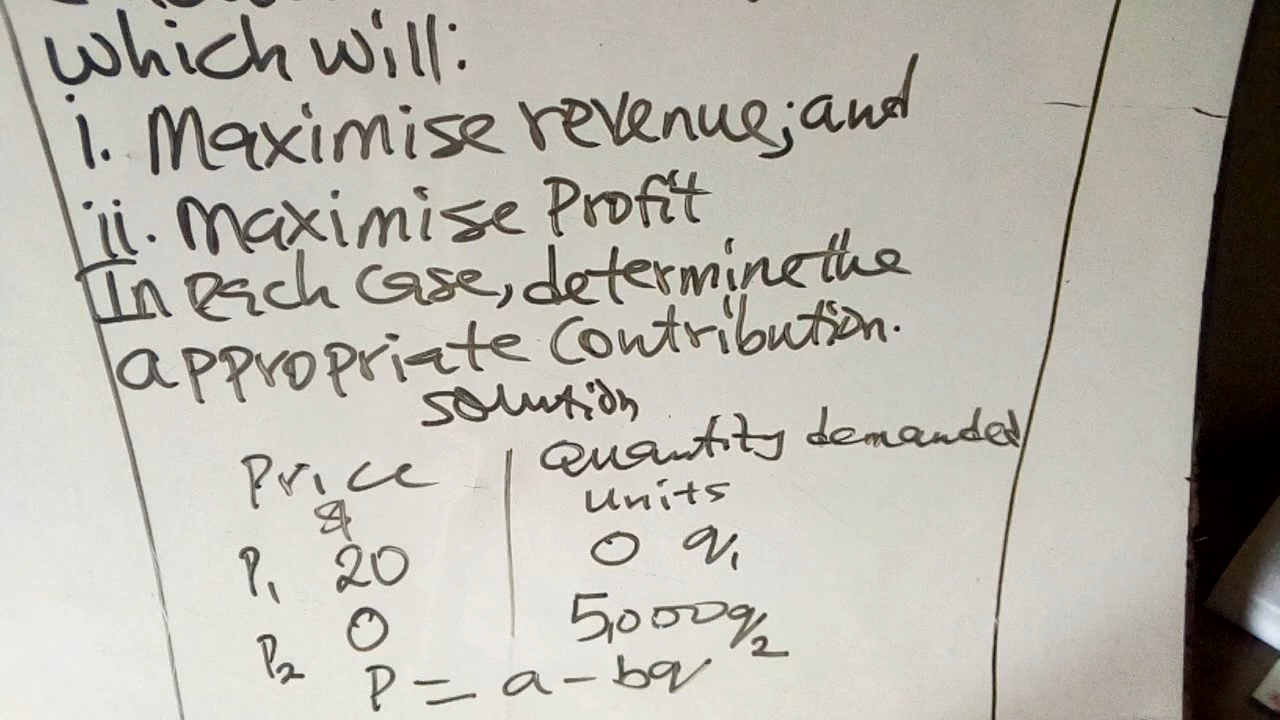 which will:
i. Maximise revenue; and
ii. Maximise Profit
In each case, determine the
appropriate contribution.
solution
Price | Quantity demanded
$ units
P₁ 20 0 q₁
P₂ 0 5,000 q₂
P = a - bq